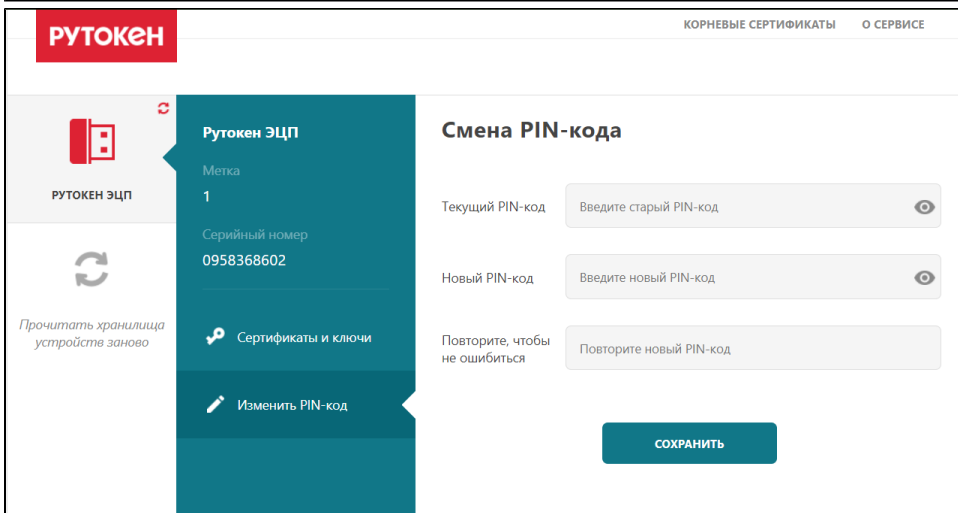 рутокен
КОРНЕВЫЕ СЕРТИФИКАТЫ О СЕРВИСЕ
РУТОКЕН ЭЦП
Прочитать хранилища
устройств заново
Рутокен ЭЦП
Метка
1
Серийный номер
0958368602
Сертификаты и ключи
Изменить PIN-код
Смена PIN-кода
Текущий PIN-код
Введите старый PIN-код
Новый PIN-код
Введите новый PIN-код
Повторите, чтобы
не ошибиться
Повторите новый PIN-код
СОХРАНИТЬ